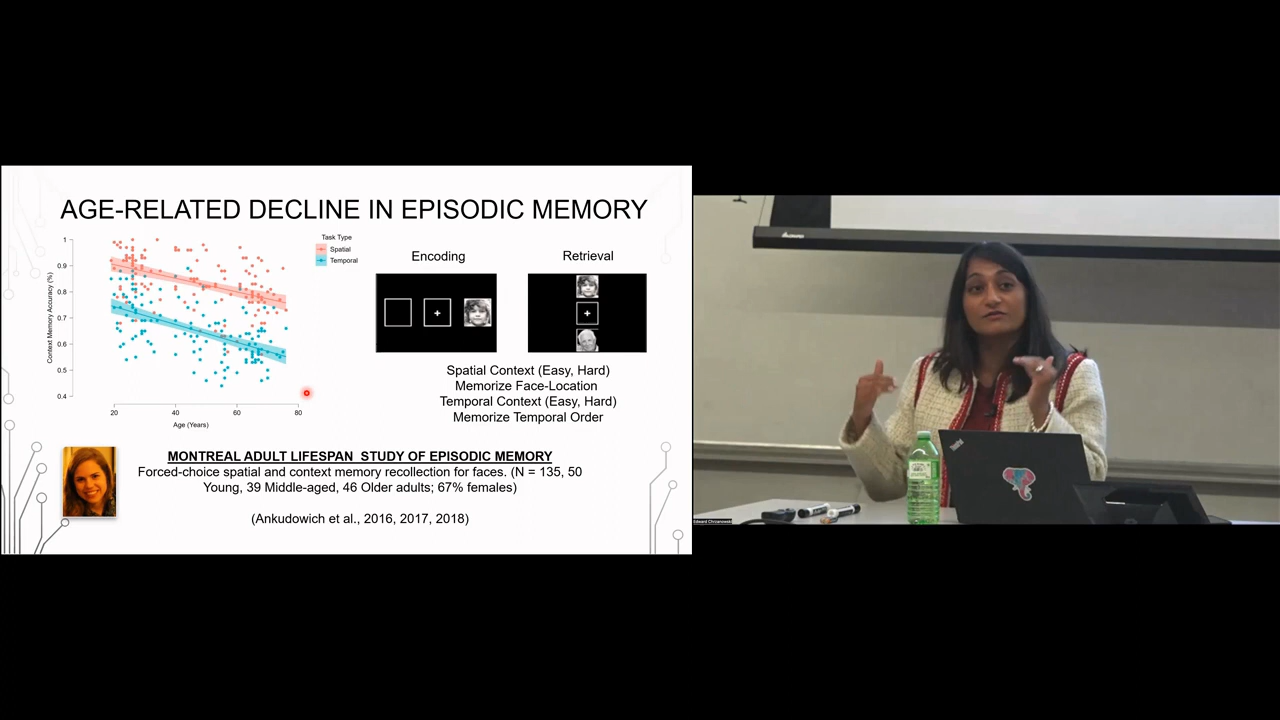 AGE-RELATED DECLINE IN EPISODIC MEMORY
Task Type
Spatial
Temporal
Context Memory Accuracy (%)
1
0.9
0.8
0.7
0.6
0.5
0.4
20
40
60
80
Age (Years)
Encoding
Retrieval
Spatial Context (Easy, Hard)
Memorize Face-Location
Temporal Context (Easy, Hard)
Memorize Temporal Order
MONTREAL ADULT LIFESPAN STUDY OF EPISODIC MEMORY
Forced-choice spatial and context memory recollection for faces. (N = 135, 50
Young, 39 Middle-aged, 46 Older adults; 67% females)
(Ankudowich et al., 2016, 2017, 2018)
ThinkPad
Edward Chrzanowski